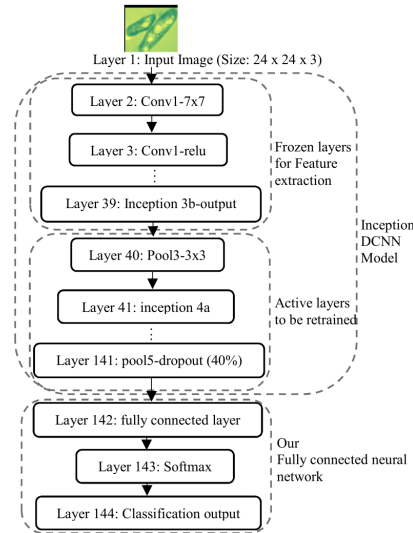 Layer 1: Input Image (Size: 24 x 24 x 3)
Layer 2: Conv1-7x7
Layer 3: Conv1-relu
⋮
Layer 39: Inception 3b-output
Frozen layers
for Feature
extraction
Layer 40: Pool3-3x3
Layer 41: inception 4a
⋮
Layer 141: pool5-dropout (40%)
Active layers
to be retrained
Inception
DCNN
Model
Layer 142: fully connected layer
Layer 143: Softmax
Layer 144: Classification output
Our
Fully connected neural
network